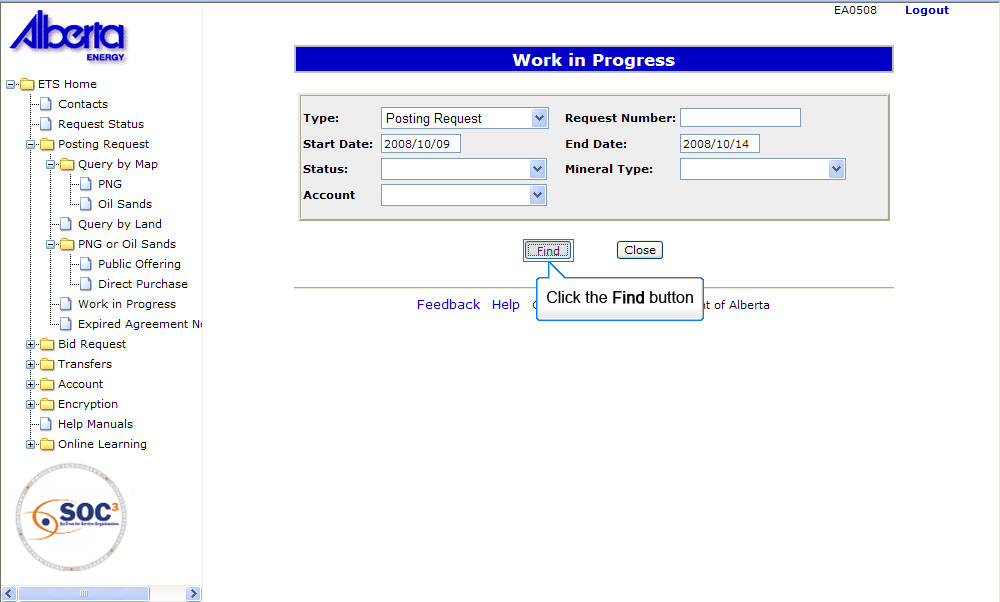 EA0508 Logout
Alberta
ENERGY
ETS Home
Contacts
Request Status
Posting Request
Query by Map
PNG
Oil Sands
Query by Land
PNG or Oil Sands
Public Offering
Direct Purchase
Work in Progress
Expired Agreement No
Bid Request
Transfers
Account
Encryption
Help Manuals
Online Learning
SOC3
Work in Progress
Type: Posting Request Request Number:
Start Date: 2008/10/09 End Date: 2008/10/14
Status: Mineral Type:
Account
Find Close
Click the Find button
Feedback Help t of Alberta